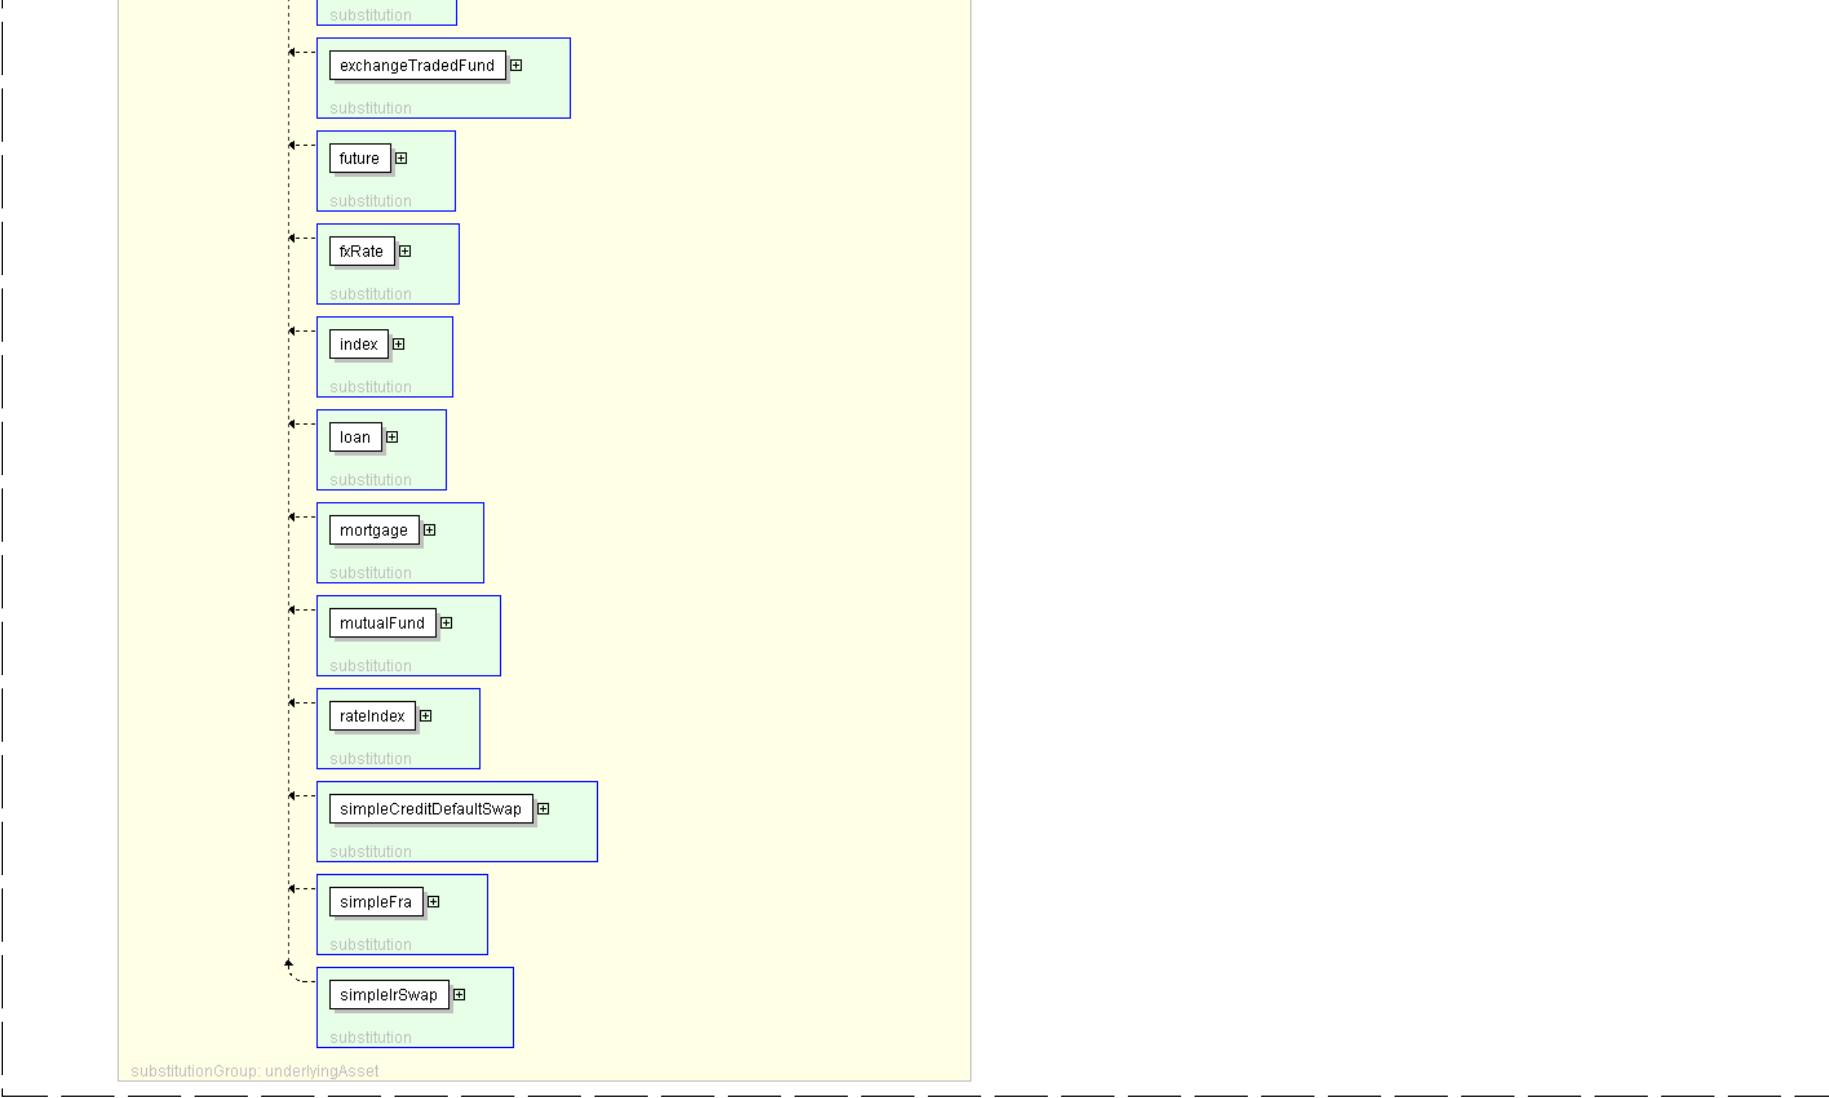 substitution
exchangeTradedFund
substitution
future
substitution
fxRate
substitution
index
substitution
loan
substitution
mortgage
substitution
mutualFund
substitution
rateIndex
substitution
simpleCreditDefaultSwap
substitution
simpleFra
substitution
simpleIrSwap
substitution
substitutionGroup: underlyingAsset